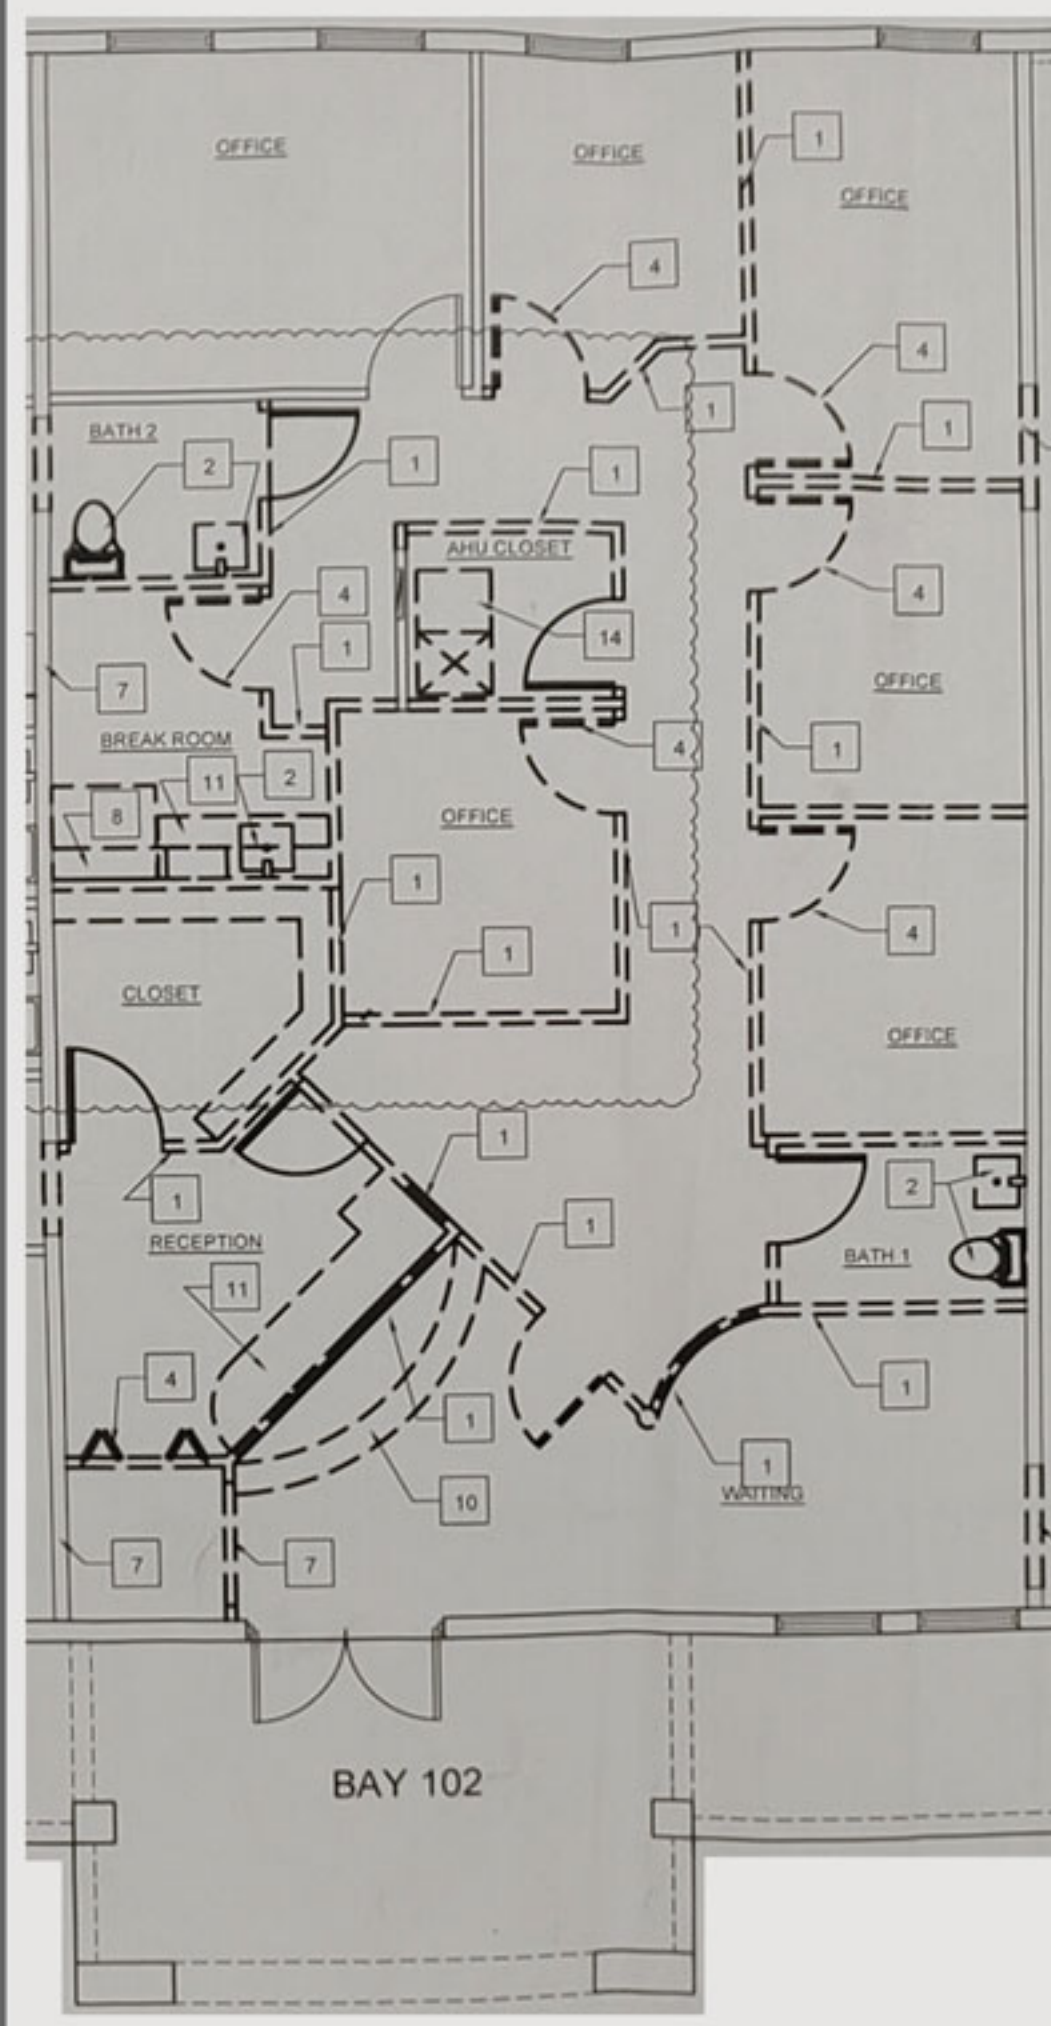 OFFICE
OFFICE
1
OFFICE
4
4
1
1
BATH 2
2
1
1
AHU CLOSET
4
4
14
1
7
OFFICE
BREAK ROOM
4
1
11
2
8
OFFICE
1
1
4
1
CLOSET
OFFICE
1
2
1
1
RECEPTION
BATH 1
11
4
1
1
1
WAITING
10
7
7
BAY 102